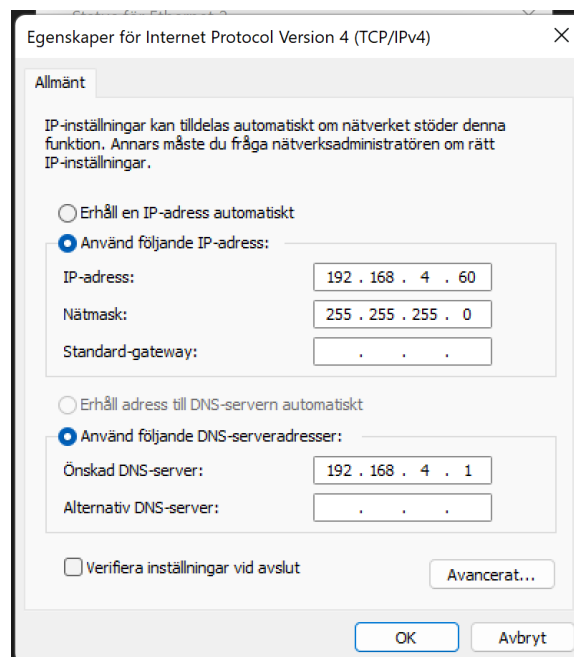 Status för Ethernet 2
Egenskaper för Internet Protocol Version 4 (TCP/IPv4)
Allmänt
IP-inställningar kan tilldelas automatiskt om nätverket stöder denna
funktion. Annars måste du fråga nätverksadministratören om rätt
IP-inställningar.
Erhåll en IP-adress automatiskt
Använd följande IP-adress:
IP-adress: 192 . 168 . 4 . 60
Nätmask: 255 . 255 . 255 . 0
Standard-gateway: . . .
Erhåll adress till DNS-servern automatiskt
Använd följande DNS-serveradresser:
Önskad DNS-server: 192 . 168 . 4 . 1
Alternativ DNS-server: . . .
Verifiera inställningar vid avslut
Avancerat...
OK Avbryt